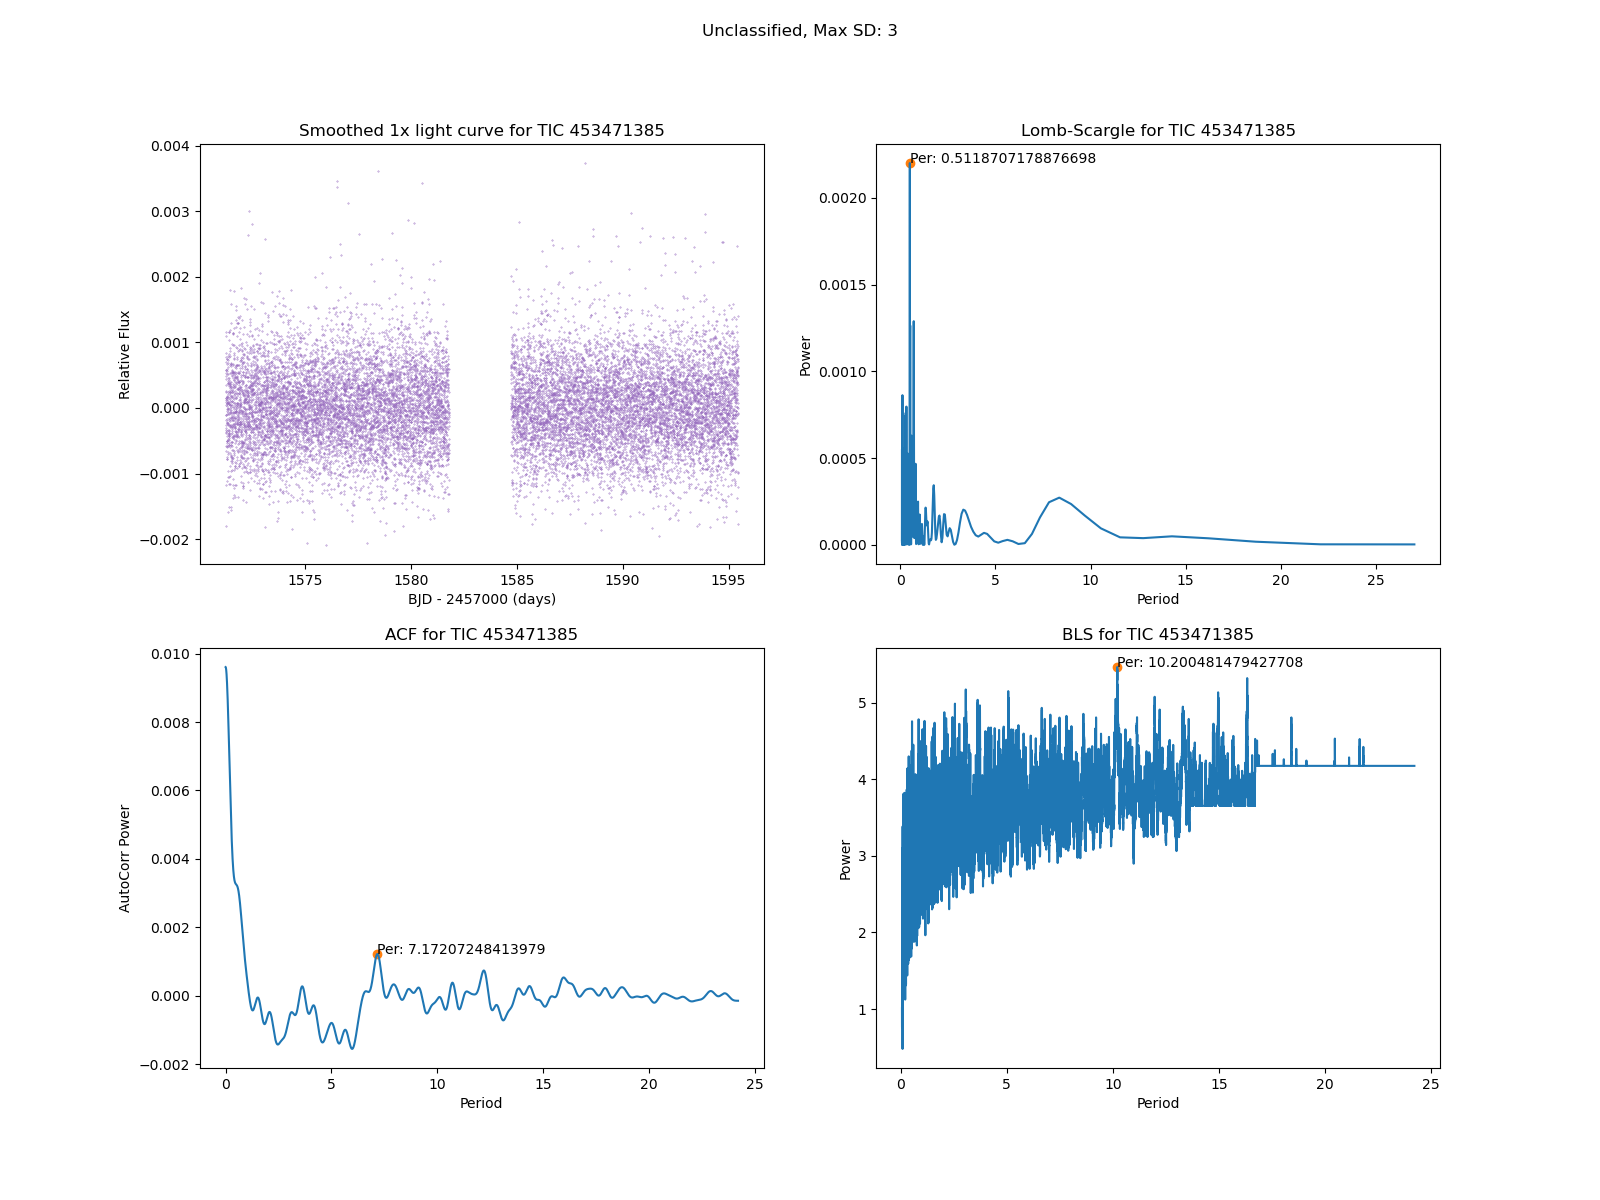 Unclassified, Max SD: 3
Smoothed 1x light curve for TIC 453471385
0.004
0.003
0.002
0.001
0.000
−0.001
−0.002
Relative Flux
1575
1580
1585
1590
1595
BJD - 2457000 (days)
Lomb-Scargle for TIC 453471385
Per: 0.5118707178876698
0.0020
0.0015
0.0010
0.0005
0.0000
Power
0
5
10
15
20
25
Period
ACF for TIC 453471385
0.010
0.008
0.006
0.004
0.002
0.000
−0.002
AutoCorr Power
Per: 7.17207248413979
0
5
10
15
20
25
Period
BLS for TIC 453471385
Per: 10.200481479427708
5
4
3
2
1
Power
0
5
10
15
20
25
Period